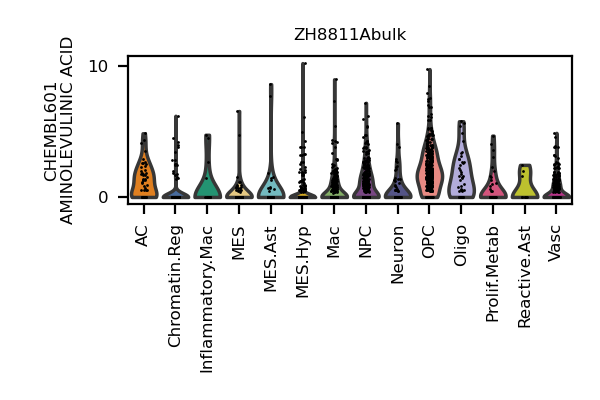 ZH8811Abulk
CHEMBL601
AMINOLEVULINIC ACID
10
0
AC
Chromatin.Reg
Inflammatory.Mac
MES
MES.Ast
MES.Hyp
Mac
NPC
Neuron
OPC
Oligo
Prolif.Metab
Reactive.Ast
Vasc